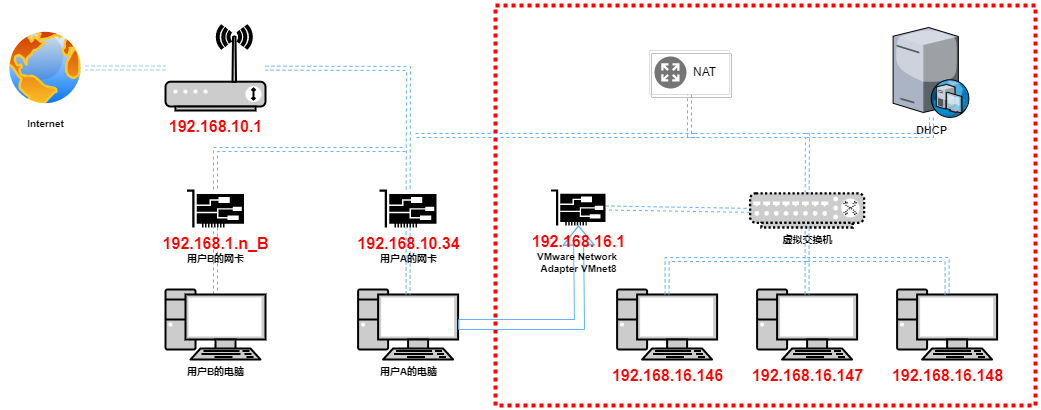 NAT
Internet
192.168.10.1
DHCP
192.168.1.n_B
用户B的网卡
192.168.10.34
用户A的网卡
192.168.16.1
VMware Network
Adapter VMnet8
虚拟交换机
用户B的电脑
用户A的电脑
192.168.16.146
192.168.16.147
192.168.16.148